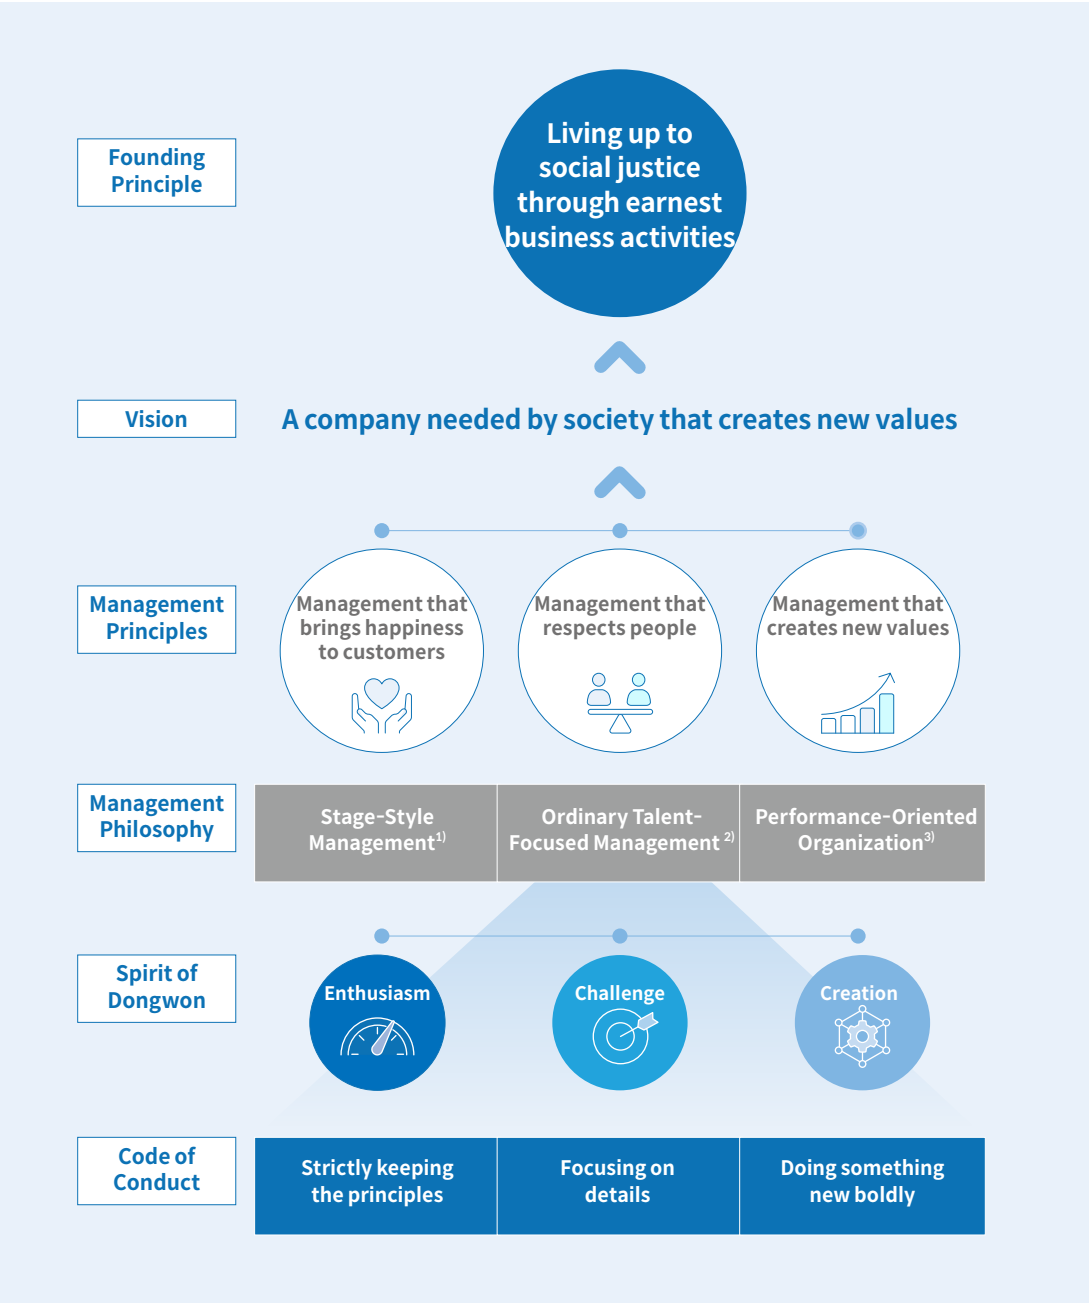 Founding
Principle
Living up to
social justice
through earnest
business activities
Vision
A company needed by society that creates new values
Management
Principles
Management that
brings happiness
to customers
Management that
respects people
Management that
creates new values
Management
Philosophy
Stage-Style
Management1)
Ordinary Talent-
Focused Management 2)
Performance-Oriented
Organization3)
Spirit of
Dongwon
Enthusiasm
Challenge
Creation
Code of
Conduct
Strictly keeping
the principles
Focusing on
details
Doing something
new boldly